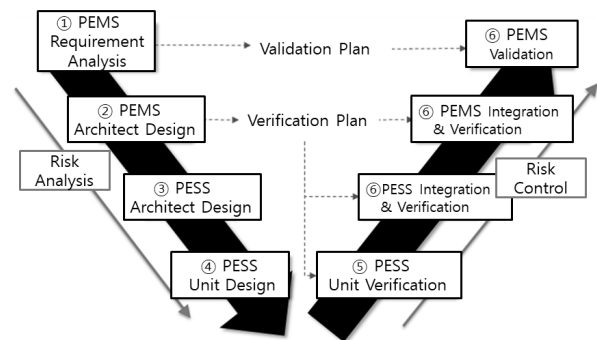 ① PEMS
Requirement
Analysis
Validation Plan
⑥ PEMS
Validation
② PEMS
Architect Design
Verification Plan
⑥ PEMS Integration
& Verification
Risk
Analysis
③ PESS
Architect Design
⑥PESS Integration
& Verification
Risk
Control
④ PESS
Unit Design
⑤ PESS
Unit Verification